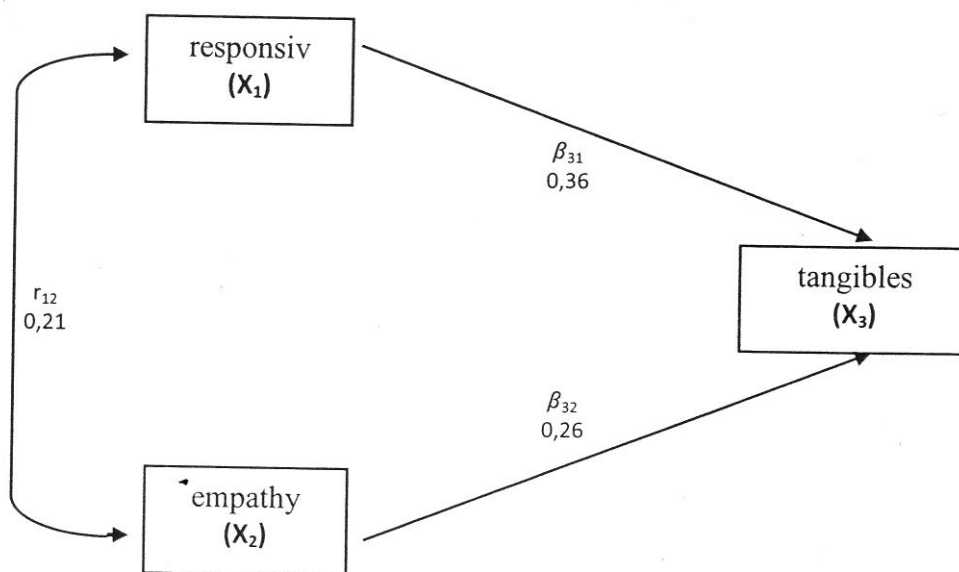 responsiv
(X₁)
β₃₁
0,36
tangibles
(X₃)
r₁₂
0,21
β₃₂
0,26
empathy
(X₂)